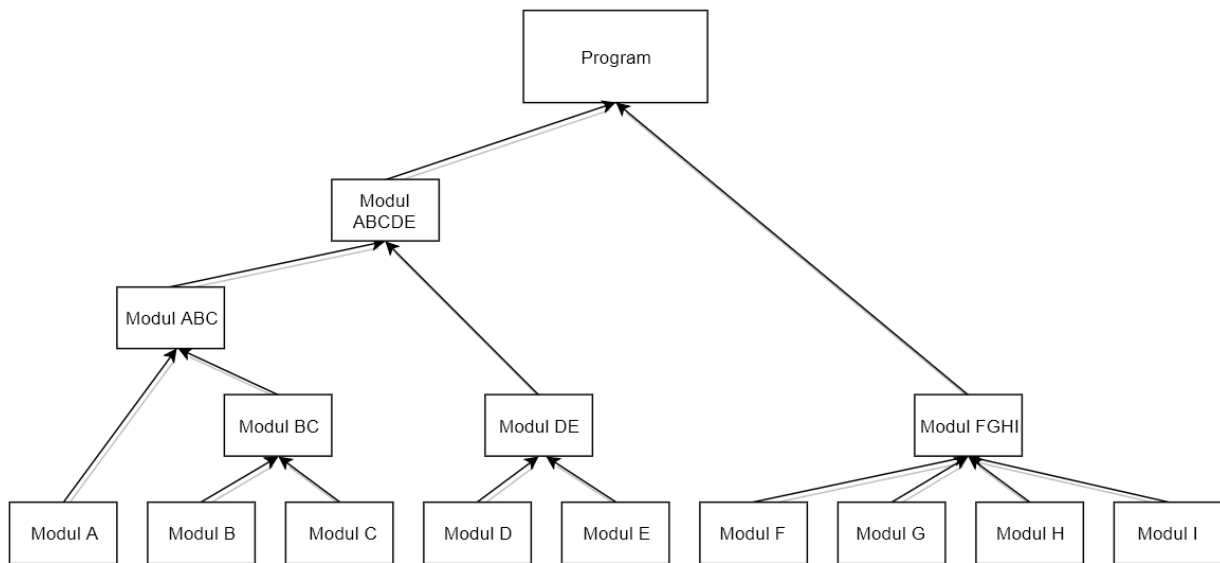 Program
Modul
ABCDE
Modul ABC
Modul BC
Modul DE
Modul FGHI
Modul A
Modul B
Modul C
Modul D
Modul E
Modul F
Modul G
Modul H
Modul I